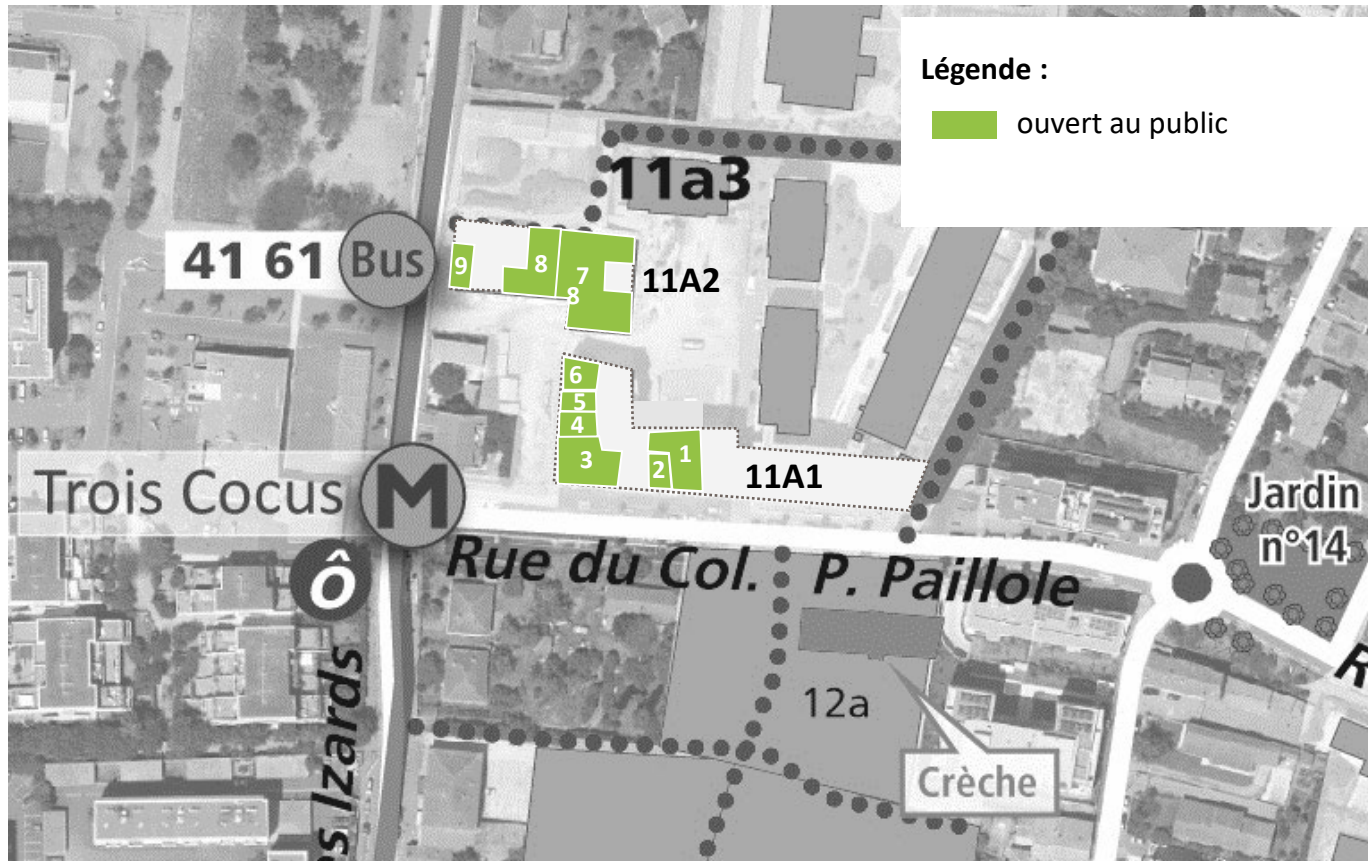 Légende :
ouvert au public
11a3
41 61
Bus
9
8
7
8
11A2
6
5
4
3
2
1
11A1
Trois Cocus
M
Ô
Rue du Col. P. Paillole
Jardin
n°14
12a
Crèche
es Izards
R